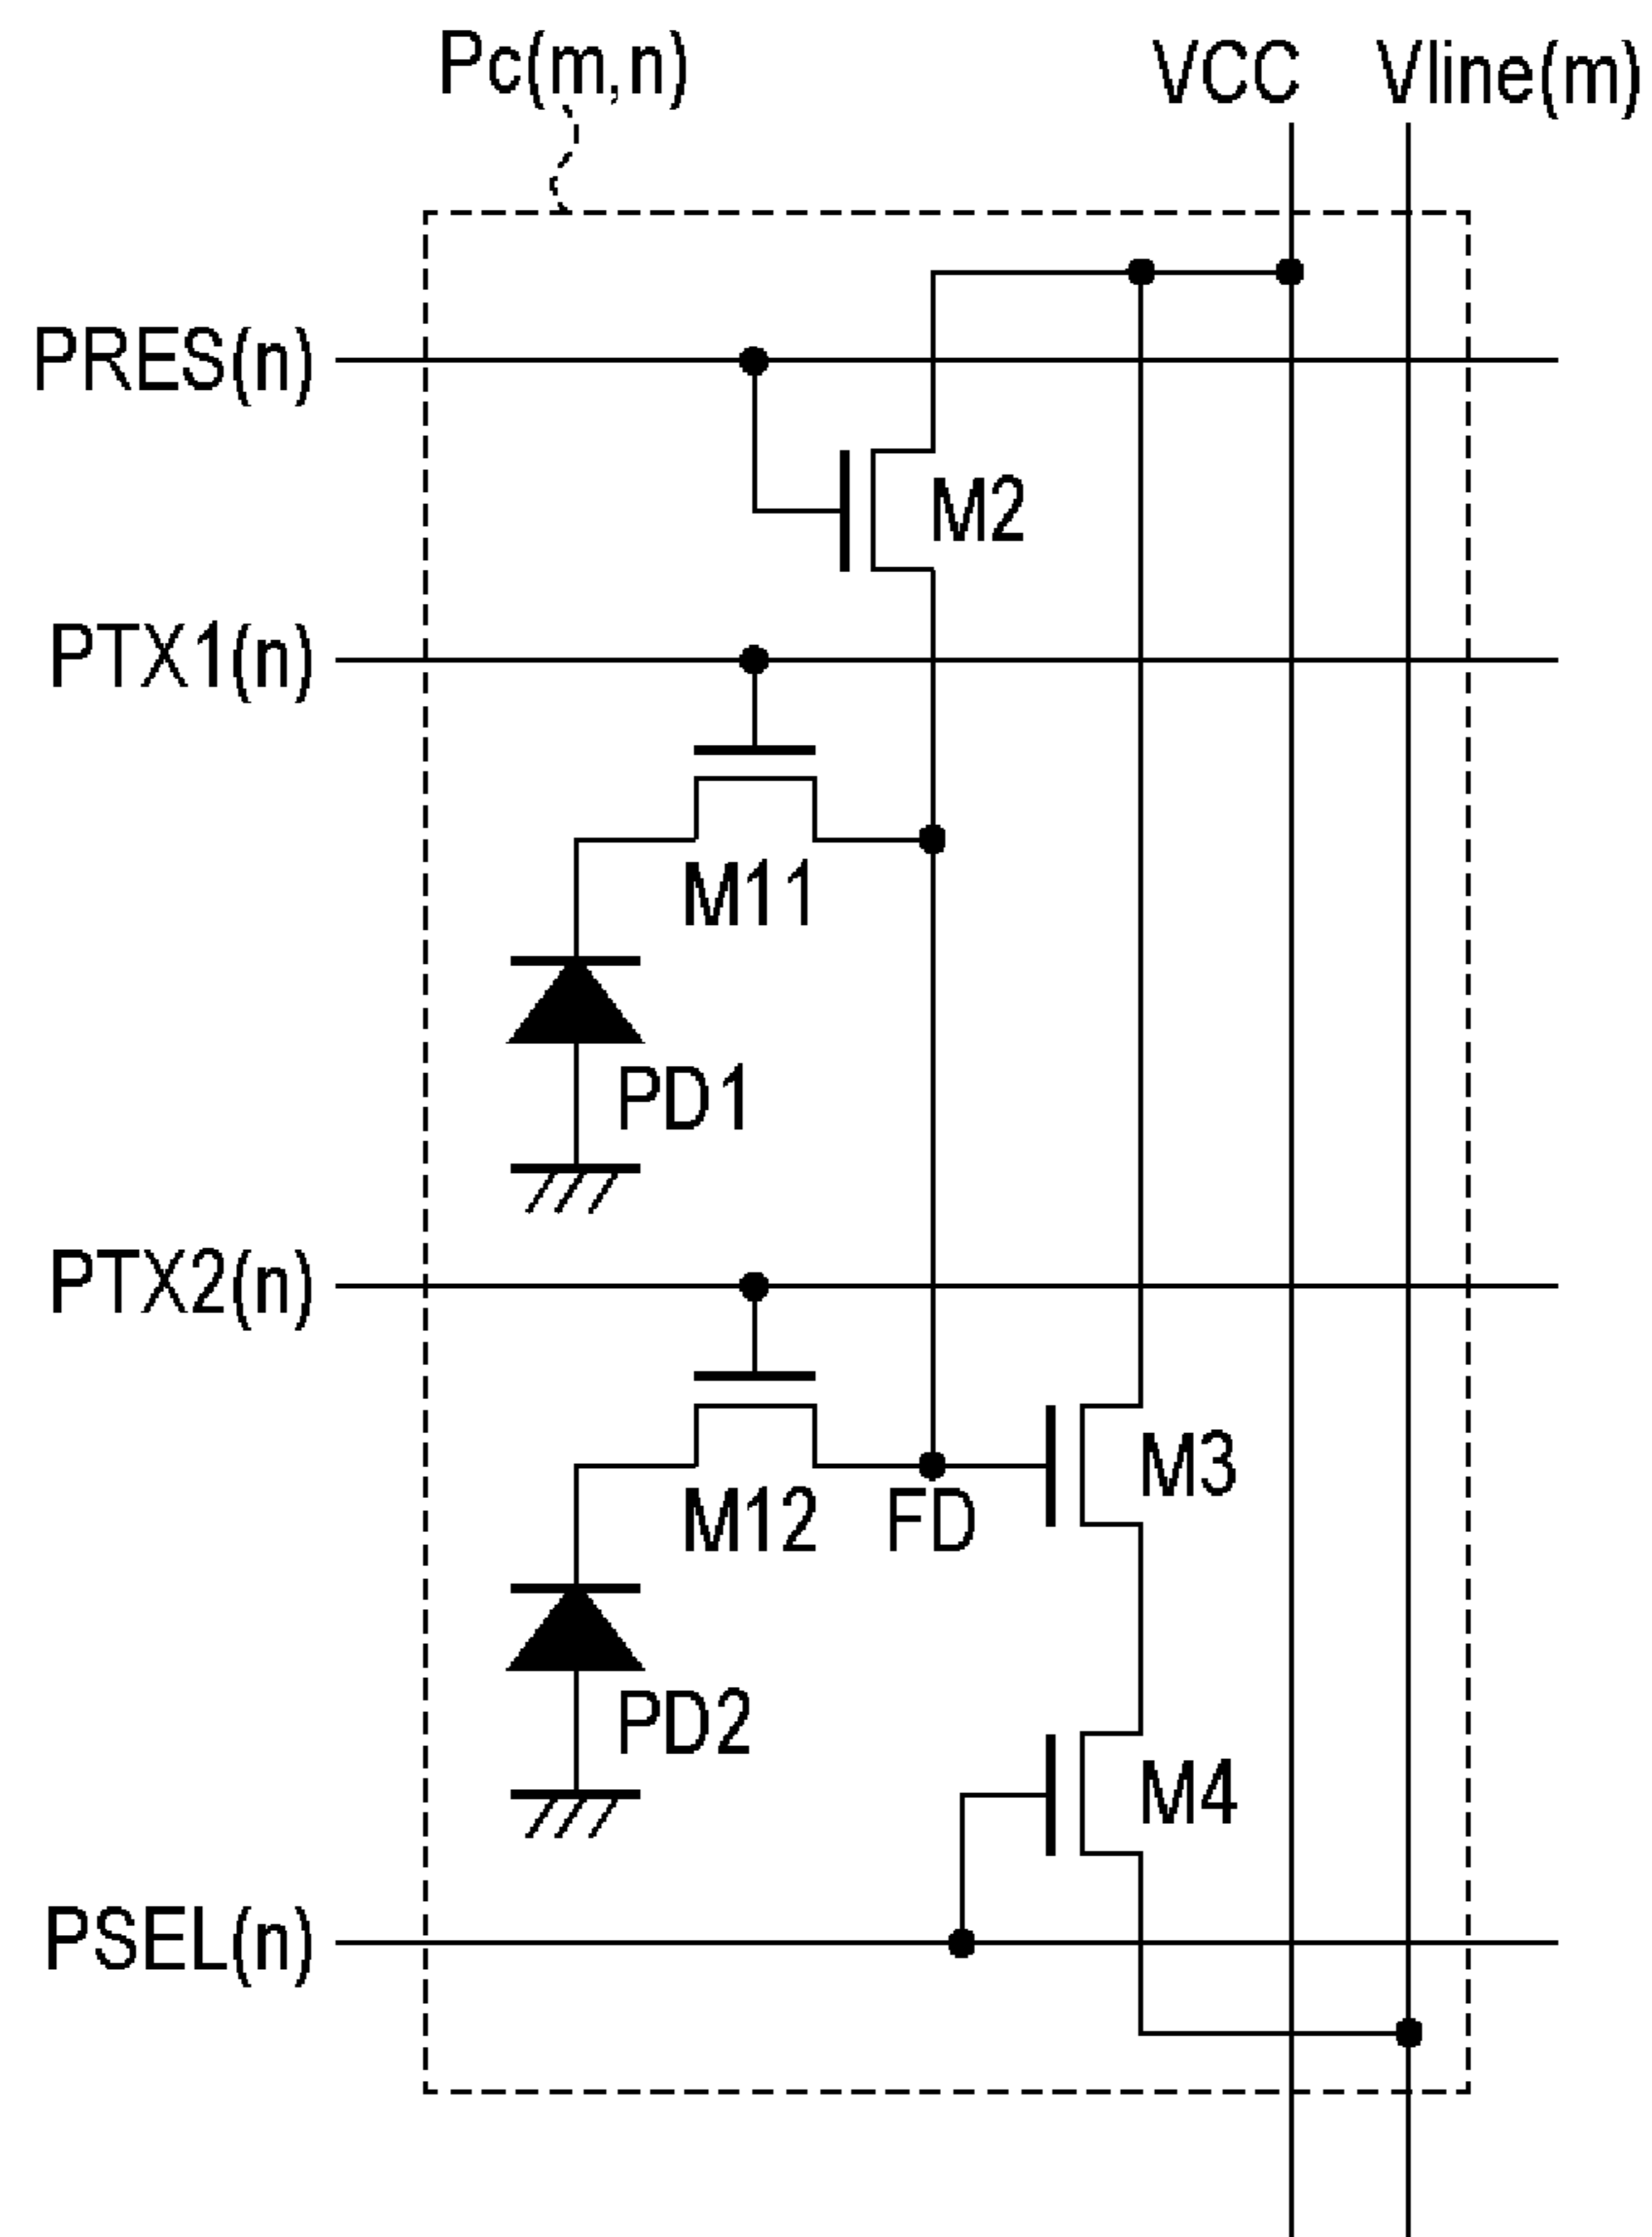 Pc(m,n)
VCC
Vline(m)
PRES(n)
M2
PTX1(n)
M11
PD1
PTX2(n)
M3
M12
FD
PD2
M4
PSEL(n)